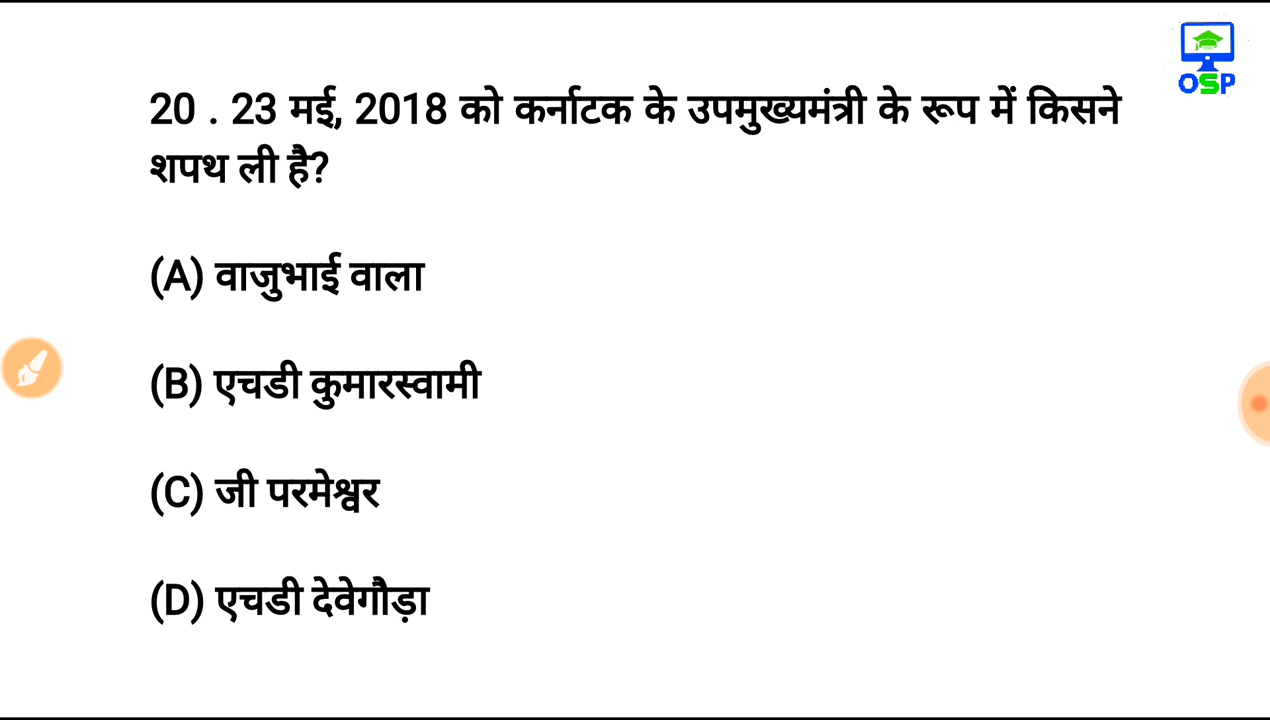 OSP
20 . 23 मई, 2018 को कर्नाटक के उपमुख्यमंत्री के रूप में किसने
शपथ ली है?
(A) वाजुभाई वाला
(B) एचडी कुमारस्वामी
(C) जी परमेश्वर
(D) एचडी देवेगौड़ा